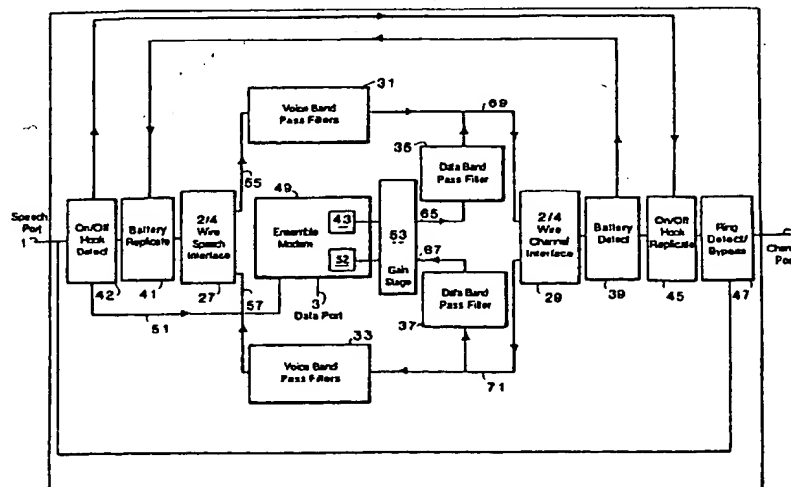 31
Voice Band
Pass Filters
69
35
Data Band
Pass Filter
55
49
Ensemble
Modem
43
52
53
Gain
Stage
65
67
Speech
Port
1
On/Off
Hook
Detect
Battery
Replicate
2/4
Wire
Speech
Interface
2/4
Wire
Channel
Interface
Battery
Detect
On/Off
Hook
Replicate
Ring
Detect/
Bypass
Port
42
41
27
57
3
Data Port
Data Band
Pass Filter
37
29
39
45
47
51
33
Voice Band
Pass Filters
71